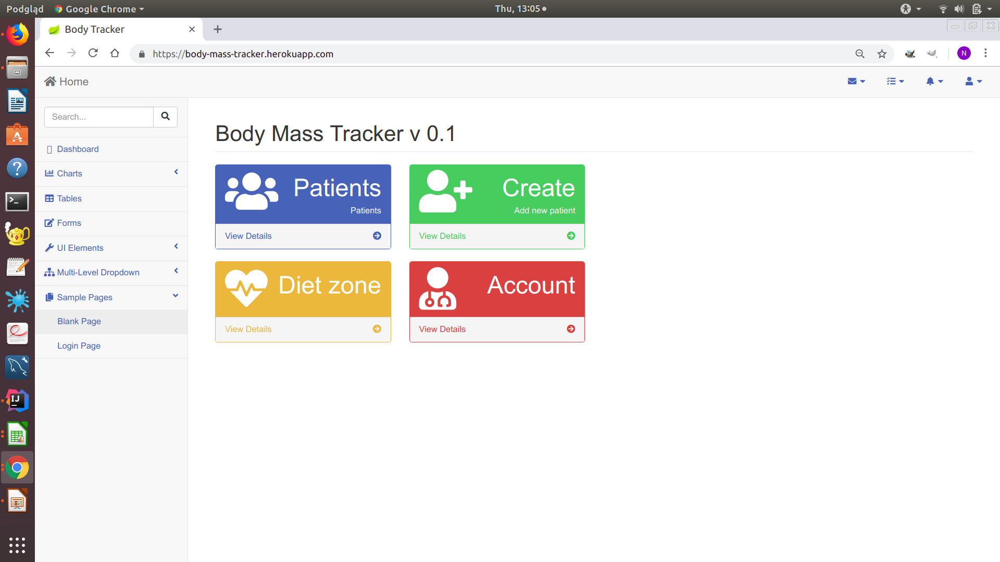 Podgląd Google Chrome Thu, 13:05
Body Tracker
https://body-mass-tracker.herokuapp.com
N
Home
Search...
Dashboard
Charts
Tables
Forms
UI Elements
Multi-Level Dropdown
Sample Pages
Blank Page
Login Page
Body Mass Tracker v 0.1
Patients
Patients
View Details
Create
Add new patient
View Details
Diet zone
View Details
Account
View Details
IJ